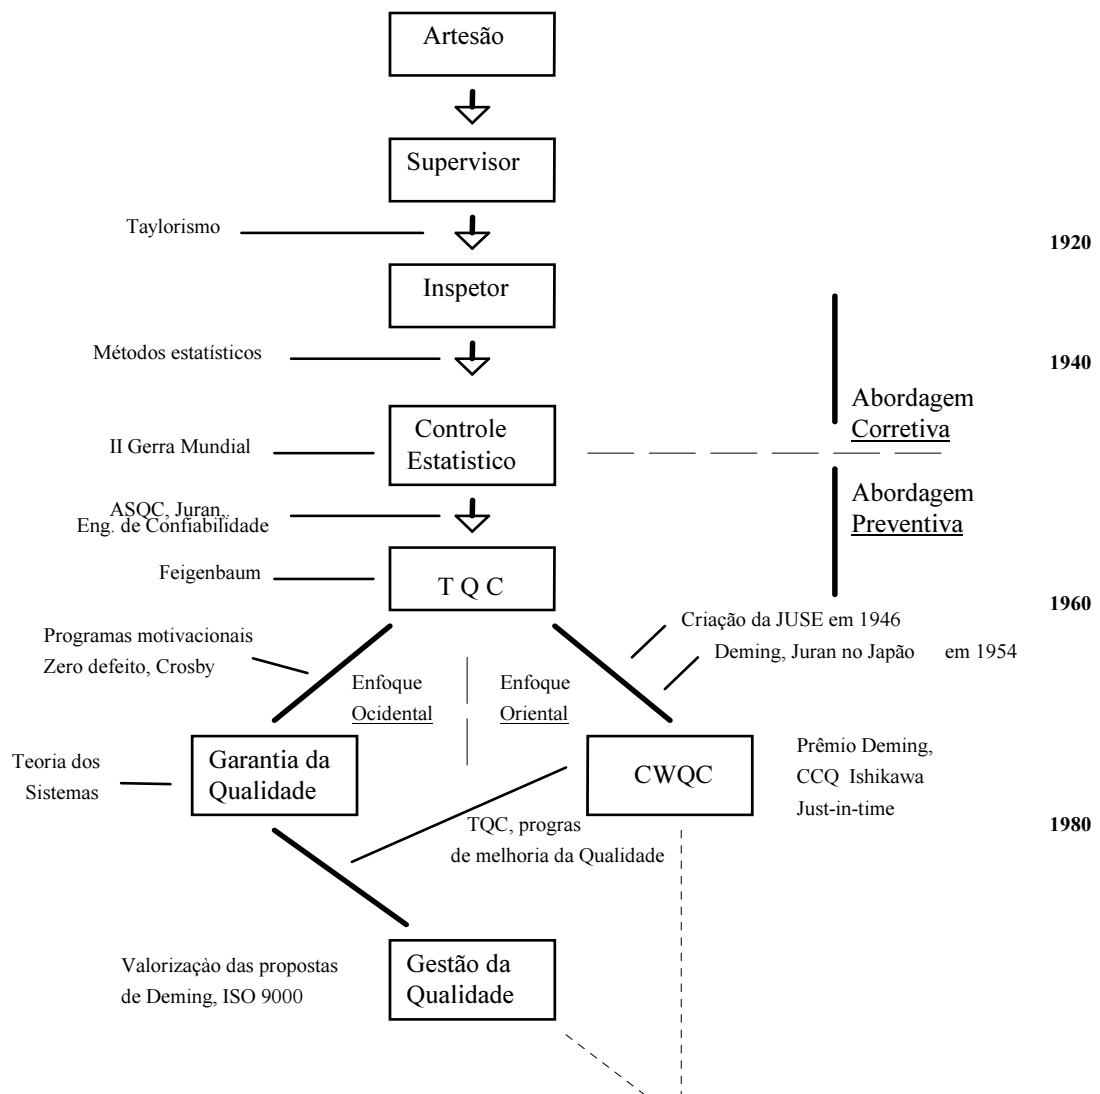 Artesão
Supervisor
Taylorismo
1920
Inspetor
Métodos estatísticos
1940
Abordagem
Corretiva
Controle
Estatistico
II Gerra Mundial
Abordagem
Preventiva
ASQC, Juran..
Eng. de Confiabilidade
Feigenbaum
T Q C
1960
Criação da JUSE em 1946
Deming, Juran no Japão em 1954
Programas motivacionais
Zero defeito, Crosby
Enfoque
Ocidental
Enfoque
Oriental
Teoria dos
Sistemas
Garantia da
Qualidade
CWQC
Prêmio Deming,
CCQ Ishikawa
Just-in-time
1980
TQC, progras
de melhoria da Qualidade
Valorizaçào das propostas
de Deming, ISO 9000
Gestão da
Qualidade